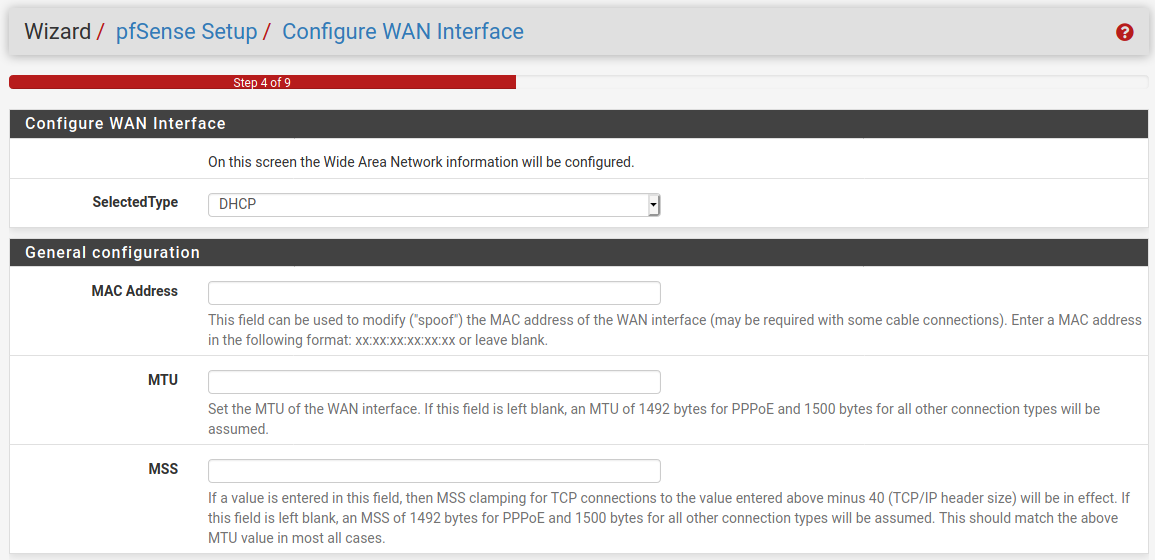 Wizard / pfSense Setup / Configure WAN Interface
Step 4 of 9
Configure WAN Interface
On this screen the Wide Area Network information will be configured.
SelectedType
DHCP
General configuration
MAC Address
This field can be used to modify ("spoof") the MAC address of the WAN interface (may be required with some cable connections). Enter a MAC address
in the following format: xx:xx:xx:xx:xx:xx or leave blank.
MTU
Set the MTU of the WAN interface. If this field is left blank, an MTU of 1492 bytes for PPPoE and 1500 bytes for all other connection types will be
assumed.
MSS
If a value is entered in this field, then MSS clamping for TCP connections to the value entered above minus 40 (TCP/IP header size) will be in effect. If
this field is left blank, an MSS of 1492 bytes for PPPoE and 1500 bytes for all other connection types will be assumed. This should match the above
MTU value in most all cases.